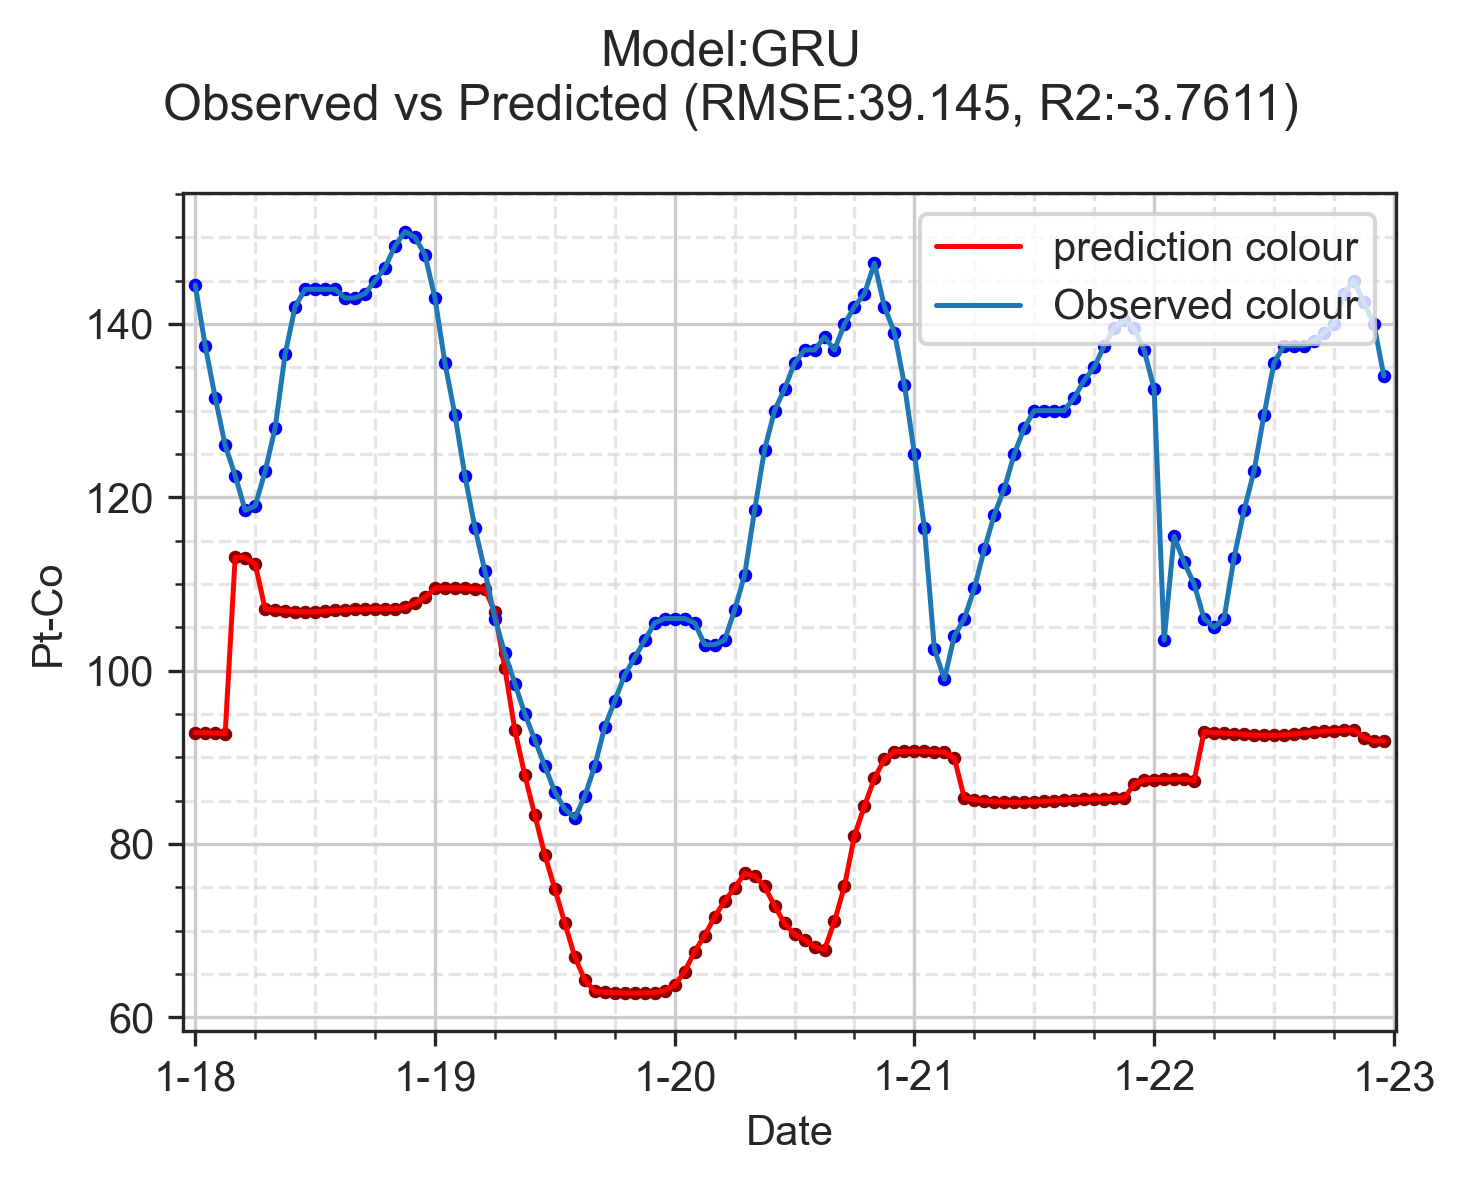 Model:GRU
Observed vs Predicted (RMSE:39.145, R2:-3.7611)
prediction colour
Observed colour
140
120
100
80
60
Pt-Co
1-18
1-19
1-20
1-21
1-22
1-23
Date